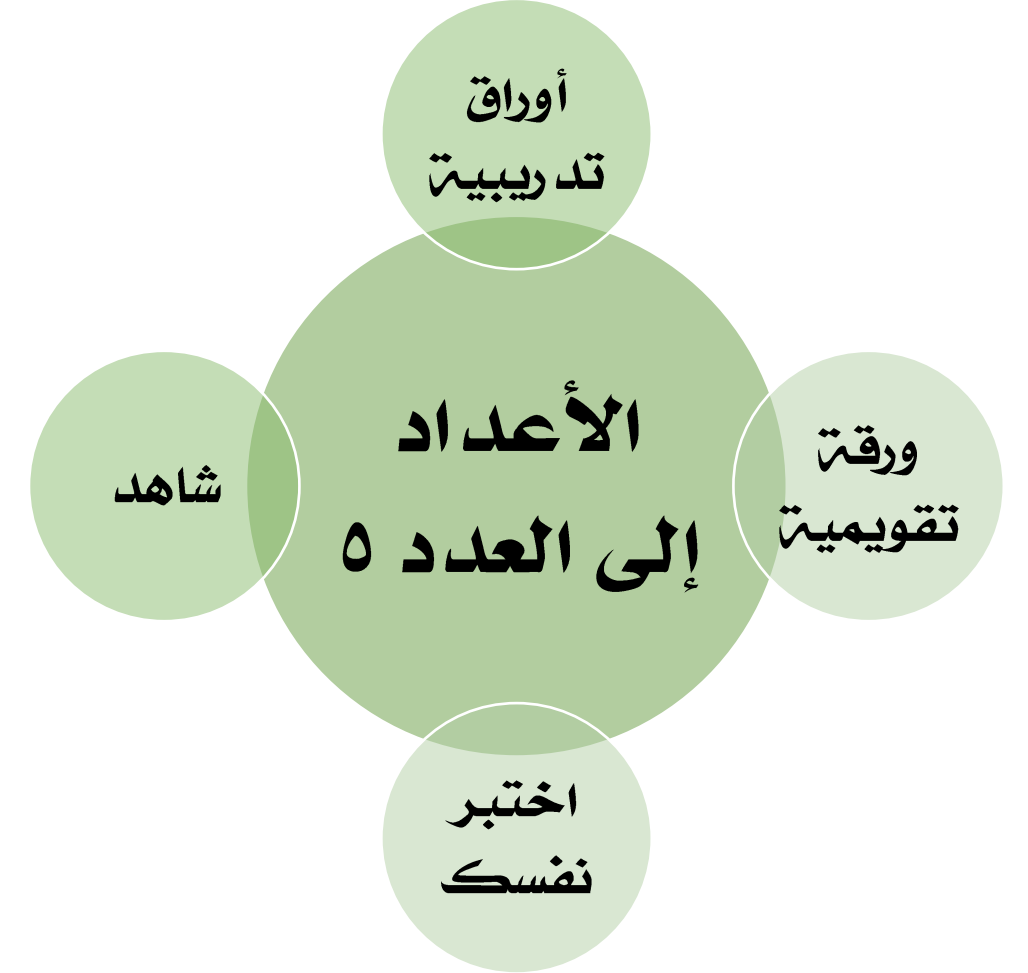 أوراق
تدريبية
الأعداد
إلى العدد ٥
ورقة
تقويمية
شاهد
اختبر
نفسك